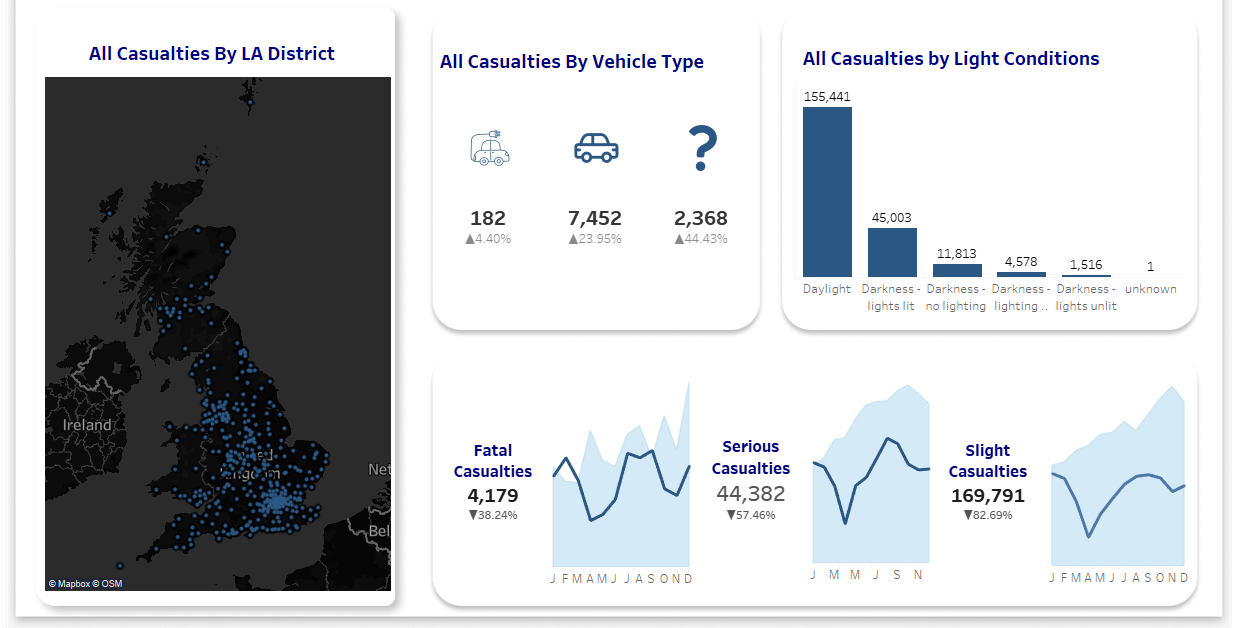 All Casualties By LA District
Ireland
United
Kingdom
Net
Bel
© Mapbox © OSM
All Casualties By Vehicle Type
182
▲4.40%
7,452
▲23.95%
2,368
▲44.43%
All Casualties by Light Conditions
155,441
45,003
11,813
4,578
1,516
1
Daylight
Darkness -
lights lit
Darkness -
no lighting
Darkness -
lighting ..
Darkness -
lights unlit
unknown
Fatal
Casualties
4,179
▼38.24%
J F M A M J J A S O N D
Serious
Casualties
44,382
▼57.46%
J M M J S N
Slight
Casualties
169,791
▼82.69%
J F M A M J J A S O N D